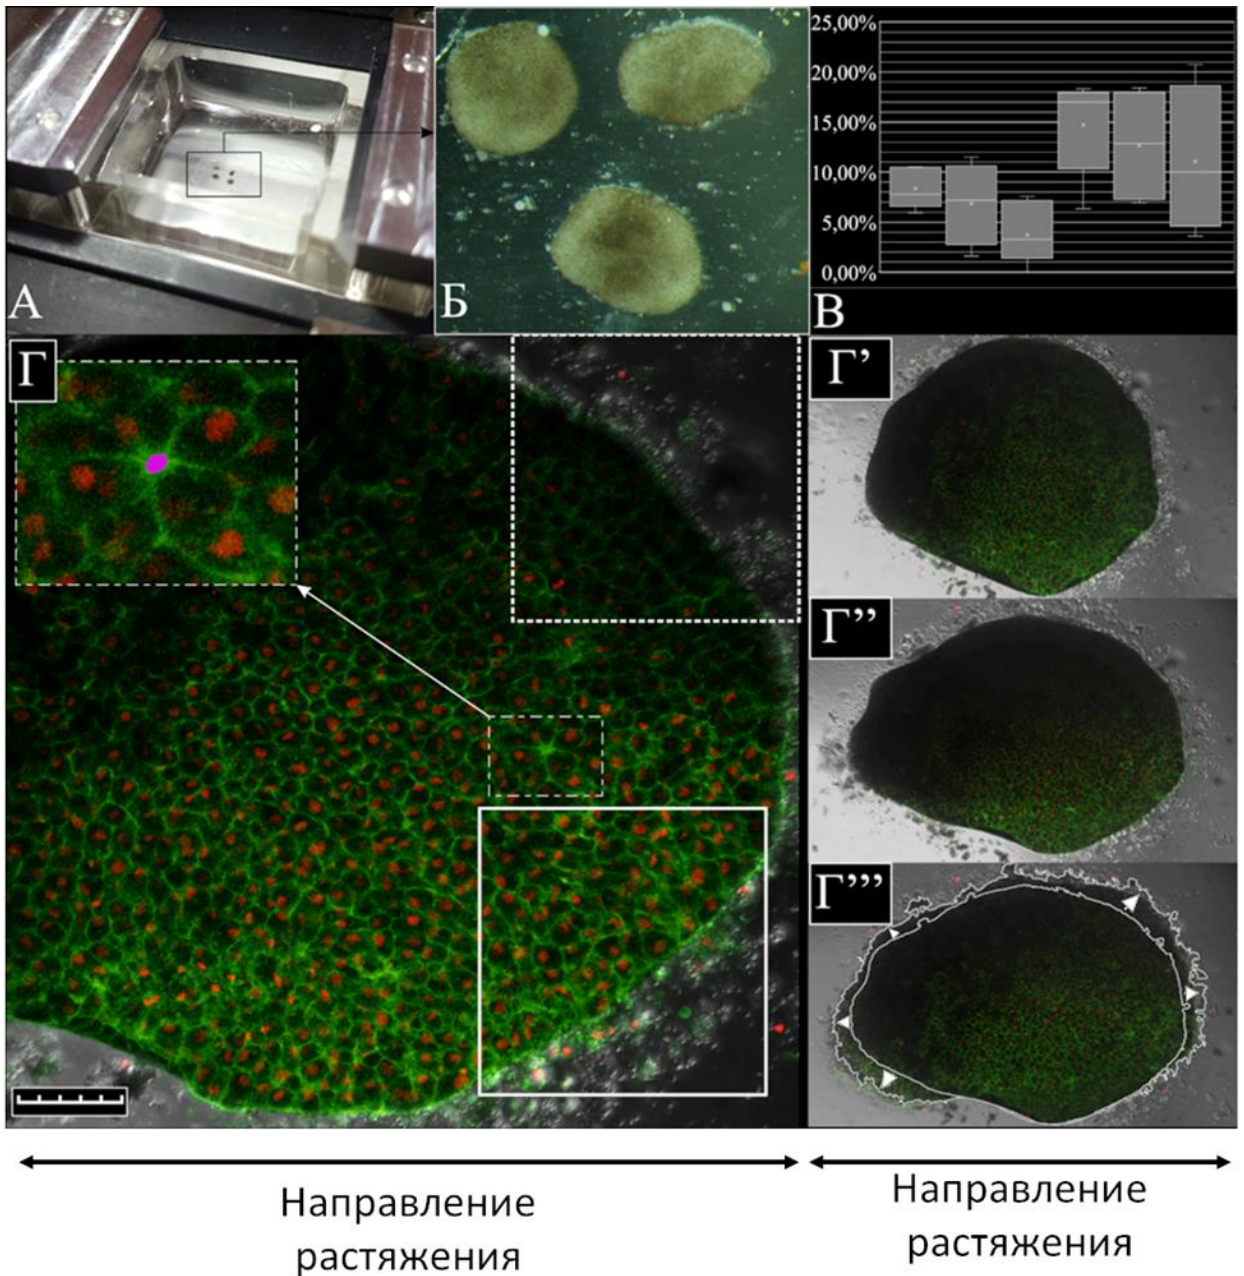 25,00%
20,00%
15,00%
10,00%
5,00%
0,00%
А
Б
В
Г
Г’
Г’’
Г’’’
Направление
растяжения
Направление
растяжения